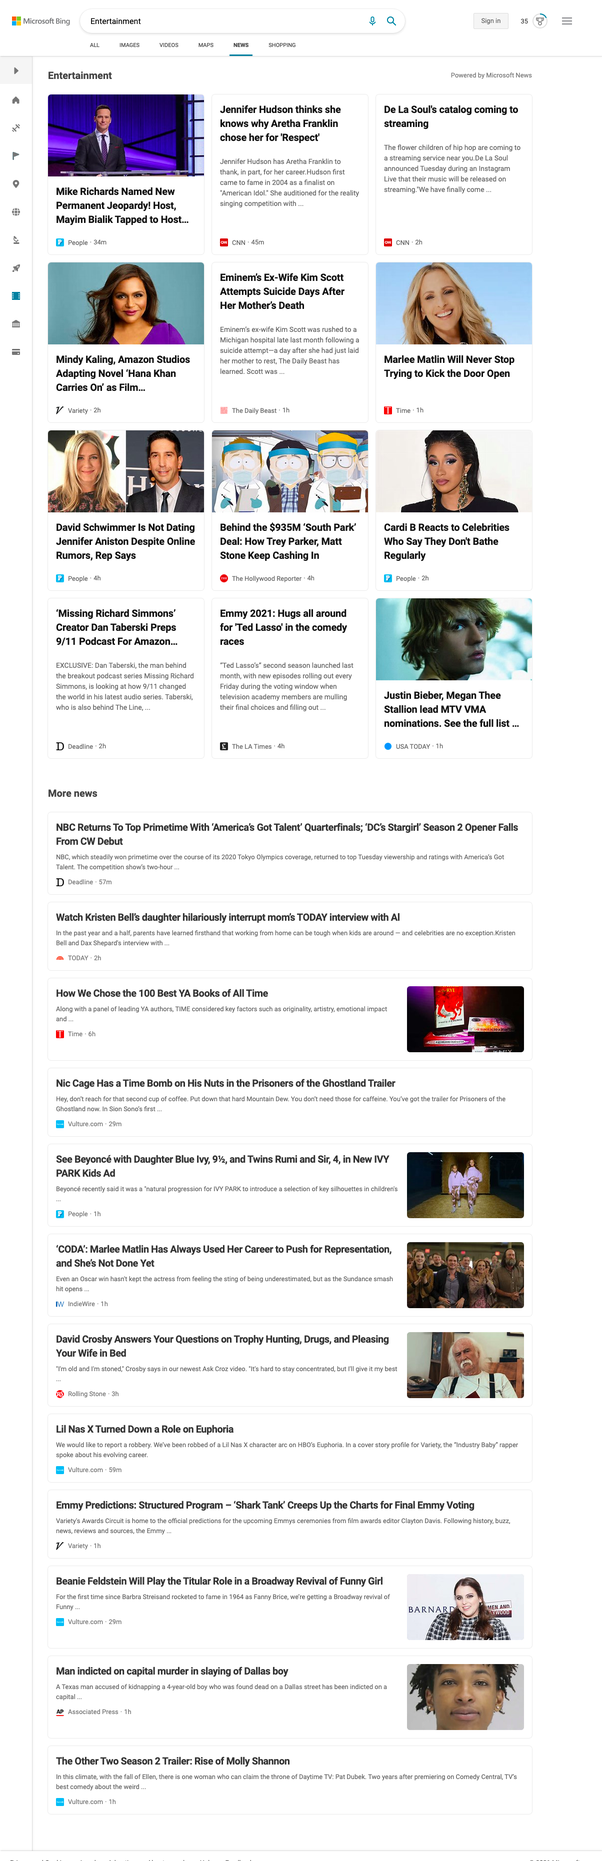 Microsoft Bing
Entertainment
Sign in
35
ALL IMAGES VIDEOS MAPS NEWS SHOPPING
Entertainment
Powered by Microsoft News
Mike Richards Named New
Permanent Jeopardy! Host,
Mayim Bialik Tapped to Host...
People · 34m
Jennifer Hudson thinks she
knows why Aretha Franklin
chose her for 'Respect'
Jennifer Hudson has Aretha Franklin to
thank, in part, for her career.Hudson first
came to fame in 2004 as a finalist on
"American Idol." She auditioned for the reality
singing competition with ...
CNN · 45m
De La Soul's catalog coming to
streaming
The flower children of hip hop are coming to
a streaming service near you.De La Soul
announced Tuesday during an Instagram
Live that their music will be released on
streaming."We have finally come ...
CNN · 2h
Mindy Kaling, Amazon Studios
Adapting Novel ‘Hana Khan
Carries On’ as Film...
Variety · 2h
Eminem’s Ex-Wife Kim Scott
Attempts Suicide Days After
Her Mother’s Death
Eminem’s ex-wife Kim Scott was rushed to a
Michigan hospital late last month following a
suicide attempt—a day after she had just laid
her mother to rest, The Daily Beast has
learned. Scott was ...
The Daily Beast · 1h
Marlee Matlin Will Never Stop
Trying to Kick the Door Open
Time · 1h
David Schwimmer Is Not Dating
Jennifer Aniston Despite Online
Rumors, Rep Says
People · 4h
Behind the $935M ‘South Park’
Deal: How Trey Parker, Matt
Stone Keep Cashing In
The Hollywood Reporter · 4h
Cardi B Reacts to Celebrities
Who Say They Don't Bathe
Regularly
People · 2h
‘Missing Richard Simmons’
Creator Dan Taberski Preps
9/11 Podcast For Amazon...
EXCLUSIVE: Dan Taberski, the man behind
the breakout podcast series Missing Richard
Simmons, is looking at how 9/11 changed
the world in his latest audio series. Taberski,
who is also behind The Line, ...
Deadline · 2h
Emmy 2021: Hugs all around
for 'Ted Lasso' in the comedy
races
“Ted Lasso’s” second season launched last
month, with new episodes rolling out every
Friday during the voting window when
television academy members are mulling
their final choices and filling out ...
The LA Times · 4h
Justin Bieber, Megan Thee
Stallion lead MTV VMA
nominations. See the full list ...
USA TODAY · 1h
More news
NBC Returns To Top Primetime With ‘America’s Got Talent’ Quarterfinals; ‘DC’s Stargirl’ Season 2 Opener Falls
From CW Debut
NBC, which steadily won primetime over the course of its 2020 Tokyo Olympics coverage, returned to top Tuesday viewership and ratings with America’s Got
Talent. The competition show’s two-hour ...
Deadline · 57m
Watch Kristen Bell’s daughter hilariously interrupt mom’s TODAY interview with Al
In the past year and a half, parents have learned firsthand that working from home can be tough when kids are around — and celebrities are no exception.Kristen
Bell and Dax Shepard's interview with ...
TODAY · 2h
How We Chose the 100 Best YA Books of All Time
Along with a panel of leading YA authors, TIME considered key factors such as originality, artistry, emotional impact
and ...
Time · 6h
Nic Cage Has a Time Bomb on His Nuts in the Prisoners of the Ghostland Trailer
Hey, don’t reach for that second cup of coffee. Put down that hard Mountain Dew. You don’t need those for caffeine. You’ve got the trailer for Prisoners of the
Ghostland now. In Sion Sono’s first ...
Vulture.com · 29m
See Beyoncé with Daughter Blue Ivy, 9½, and Twins Rumi and Sir, 4, in New IVY
PARK Kids Ad
Beyoncé recently said it was a "natural progression for IVY PARK to introduce a selection of key silhouettes in children's
...
People · 1h
‘CODA’: Marlee Matlin Has Always Used Her Career to Push for Representation,
and She’s Not Done Yet
Even an Oscar win hasn't kept the actress from feeling the sting of being underestimated, but as the Sundance smash
hit opens ...
IndieWire · 1h
David Crosby Answers Your Questions on Trophy Hunting, Drugs, and Pleasing
Your Wife in Bed
“I’m old and I’m stoned,” Crosby says in our newest Ask Croz video. “It’s hard to stay concentrated, but I’ll give it my best
...
Rolling Stone · 3h
Lil Nas X Turned Down a Role on Euphoria
We would like to report a robbery. We’ve been robbed of a Lil Nas X character arc on HBO’s Euphoria. In a cover story profile for Variety, the “Industry Baby” rapper
spoke about his evolving career.
Vulture.com · 59m
Emmy Predictions: Structured Program – ‘Shark Tank’ Creeps Up the Charts for Final Emmy Voting
Variety's Awards Circuit is home to the official predictions for the upcoming Emmys ceremonies from film awards editor Clayton Davis. Following history, buzz,
news, reviews and sources, the Emmy ...
Variety · 1h
Beanie Feldstein Will Play the Titular Role in a Broadway Revival of Funny Girl
For the first time since Barbra Streisand rocketed to fame in 1964 as Fanny Brice, we’re getting a Broadway revival of
Funny ...
Vulture.com · 29m
BARNARD
Man indicted on capital murder in slaying of Dallas boy
A Texas man accused of kidnapping a 4-year-old boy who was found dead on a Dallas street has been indicted on a
capital ...
AP
Associated Press · 1h
The Other Two Season 2 Trailer: Rise of Molly Shannon
In this climate, with the fall of Ellen, there is one woman who can claim the throne of Daytime TV: Pat Dubek. Two years after premiering on Comedy Central, TV’s
best comedy about the weird ...
Vulture.com · 1h